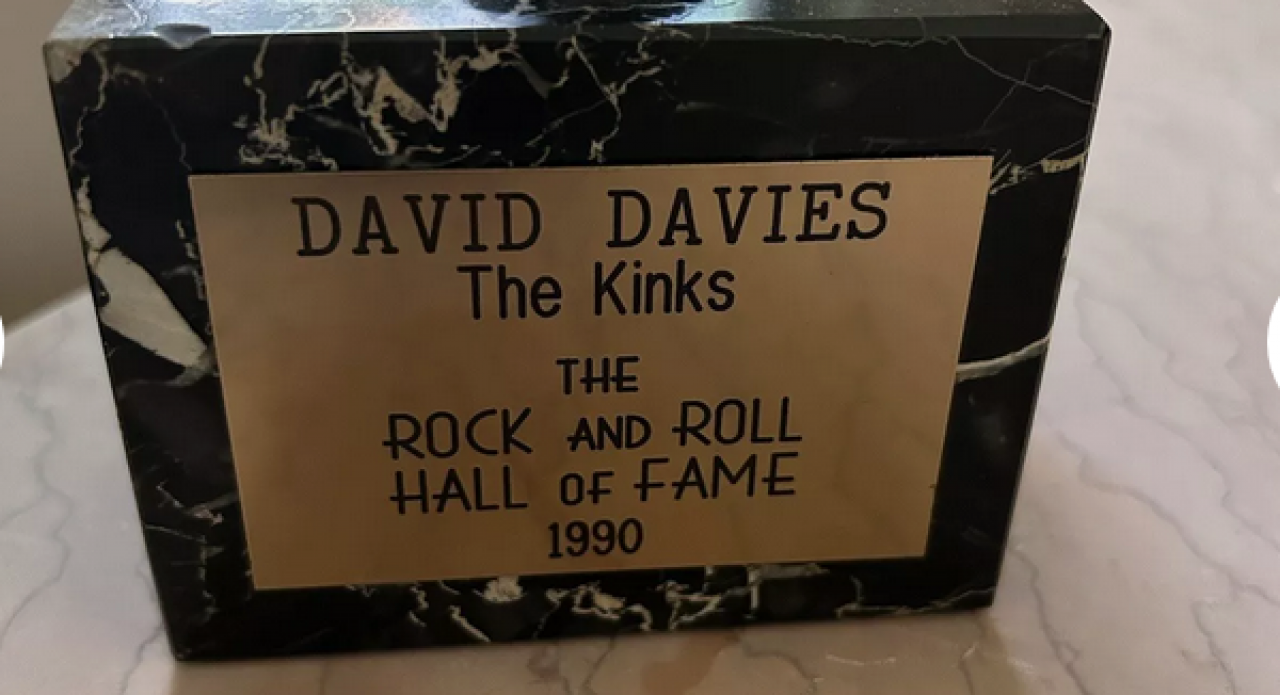 DAVID DAVIES
The Kinks
THE
ROCK AND ROLL
HALL OF FAME
1990